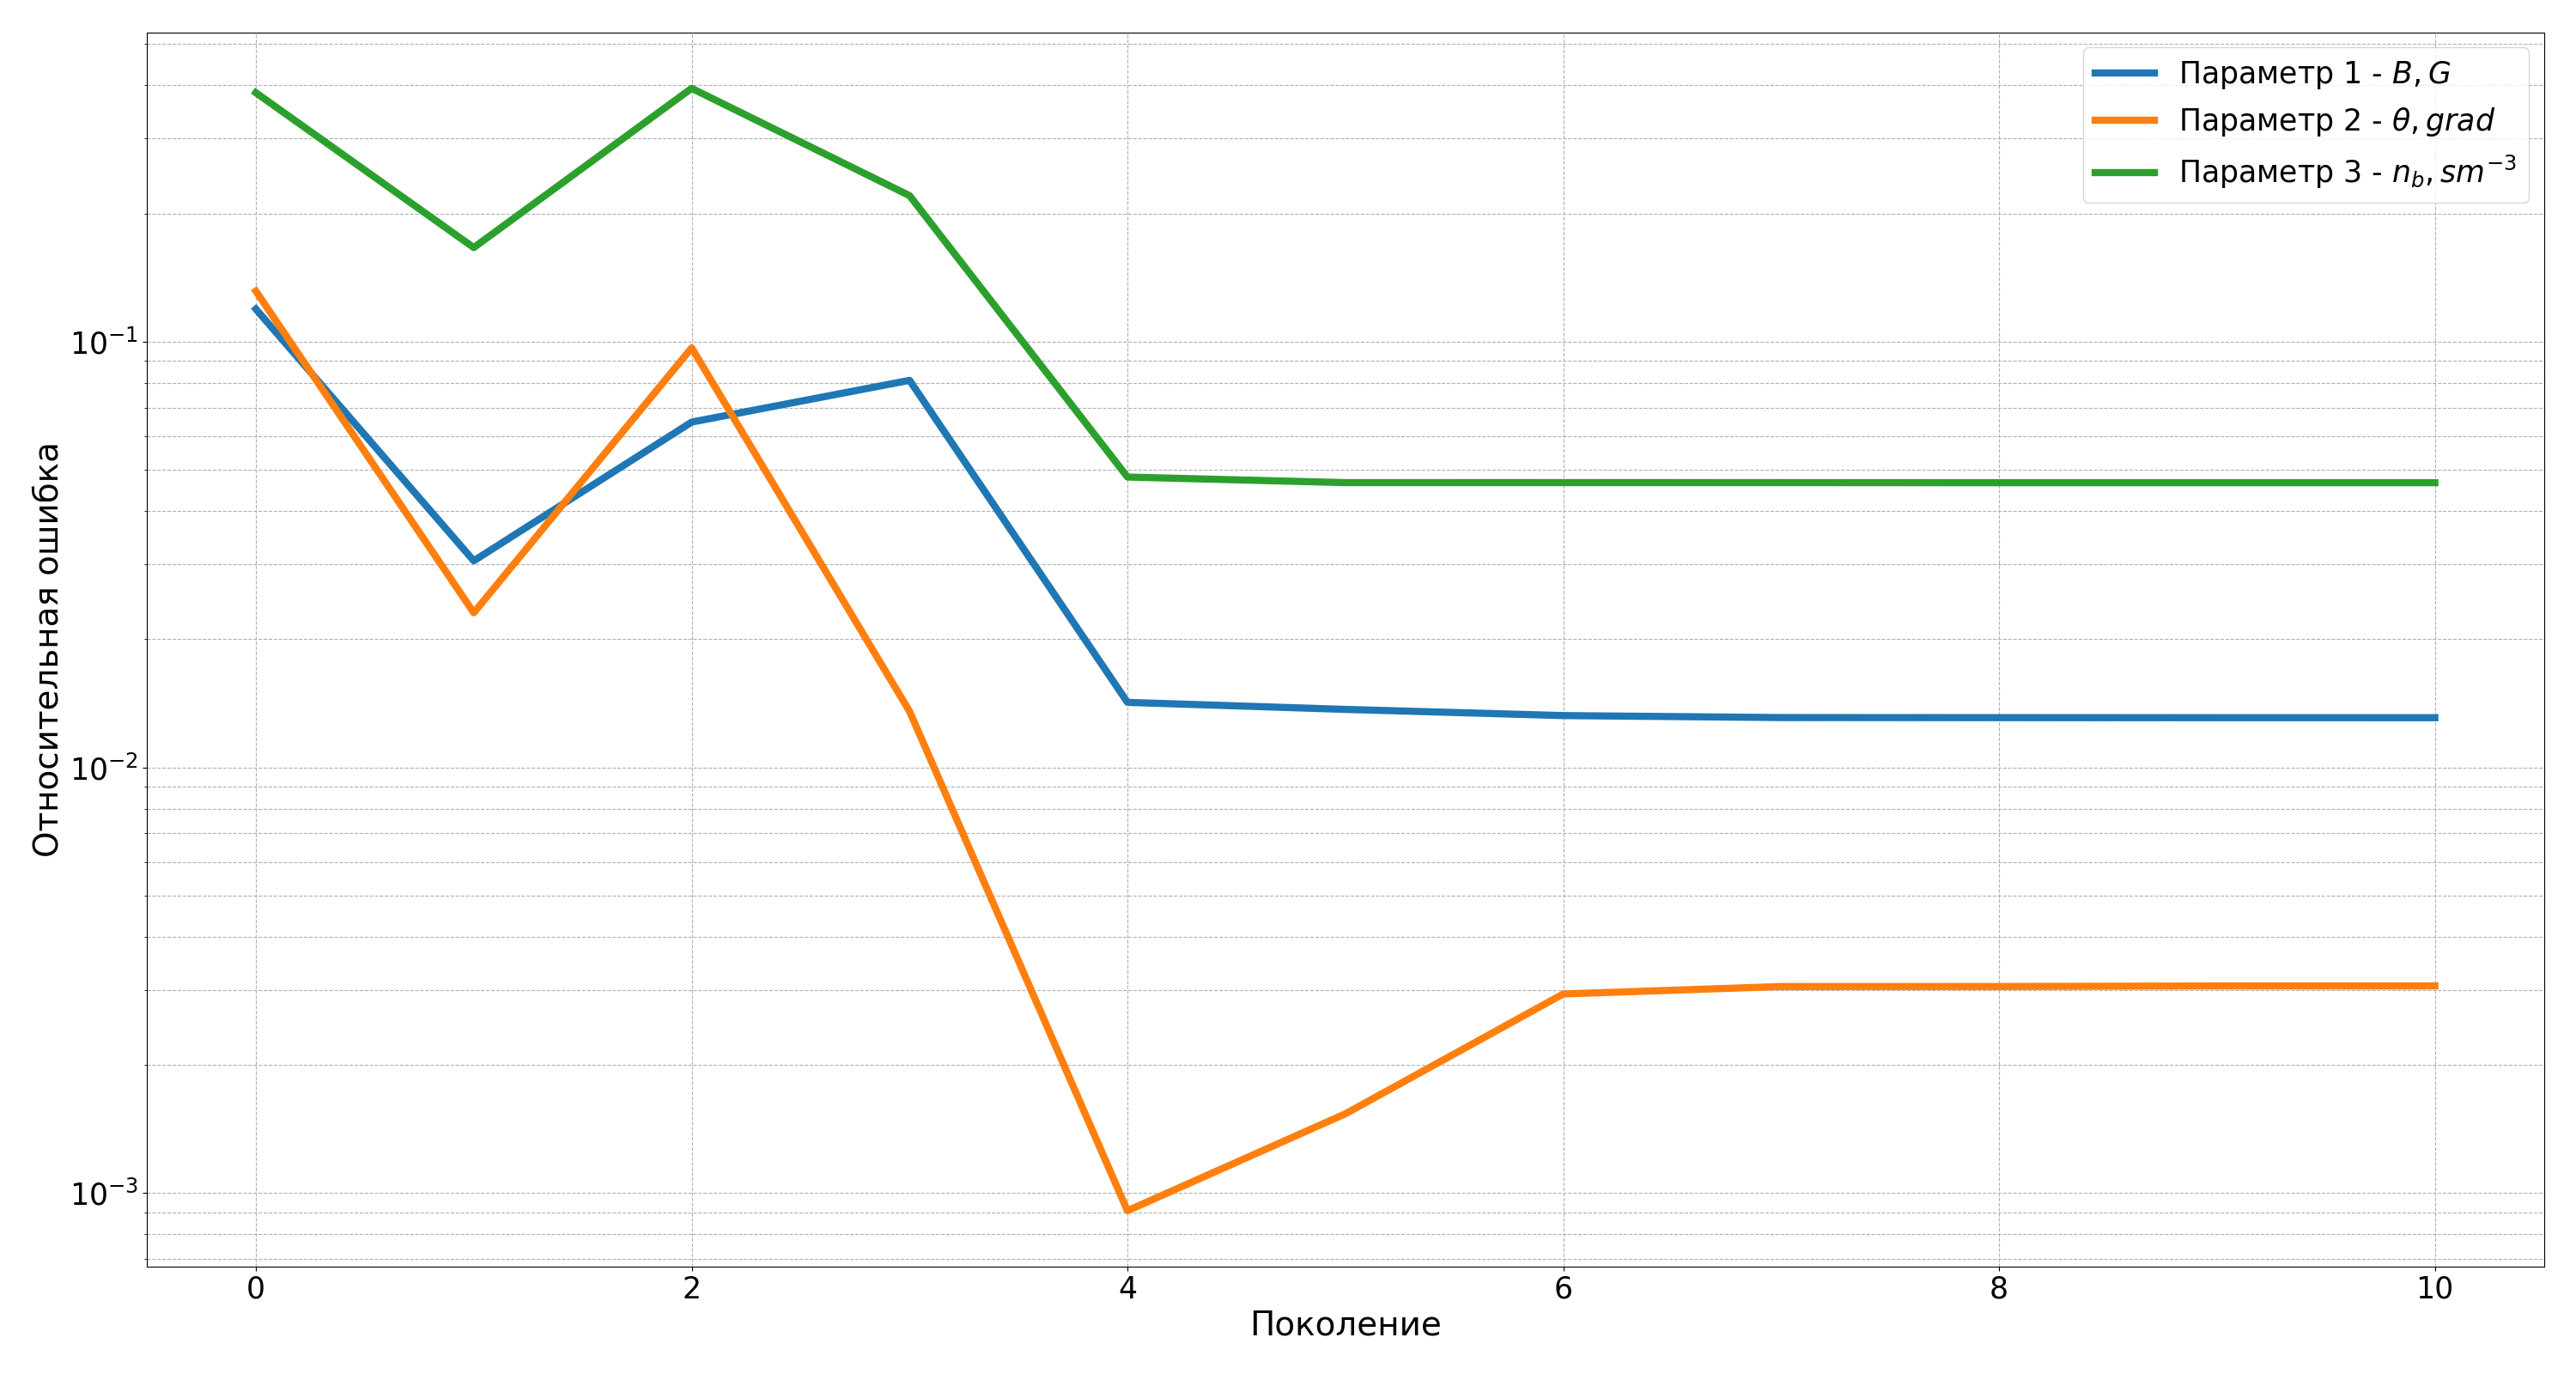 Относительная ошибка
10⁻¹
10⁻²
10⁻³
Параметр 1 - B, G
Параметр 2 - θ, grad
Параметр 3 - n_b, sm⁻³
0 2 4 6 8 10
Поколение